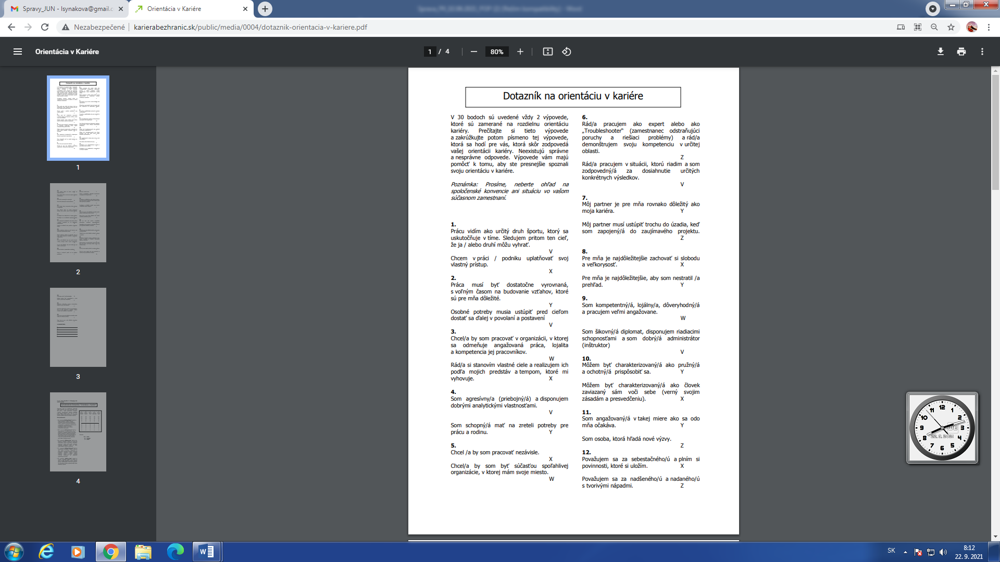 Spravy_JUN - lsynakova@gmail.c
Orientácia v Kariére
Nezabezpečené
karierabezhranic.sk/public/media/0004/dotaznik-orientacia-v-kariere.pdf
Orientácia v Kariére
1 / 4
80%
1
2
3
4
Dotazník na orientáciu v kariére
V 30 bodoch sú uvedené vždy 2 výpovede,
ktoré sú zamerané na rozdielnu orientáciu
kariéry. Prečítajte si tieto výpovede
a zakrúžkujte potom písmeno tej výpovede,
ktorá sa hodí pre vás, ktorá skôr zodpovedá
vašej orientácii kariéry. Neexistujú správne
a nesprávne odpovede. Výpovede vám majú
pomôcť k tomu, aby ste presnejšie spoznali
svoju orientáciu v kariére.
Poznámka: Prosíme, neberte ohľad na
spoločenské konvencie ani situáciu vo vašom
súčasnom zamestnaní.
1.
Prácu vidím ako určitý druh športu, ktorý sa
uskutočňuje v tíme. Sledujem pritom ten cieľ,
že ja / alebo druhí môžu vyhrať.
V
Chcem v práci / podniku uplatňovať svoj
vlastný prístup.
X
2.
Práca musí byť dostatočne vyrovnaná,
s voľným časom na budovanie vzťahov, ktoré
sú pre mňa dôležité.
Y
Osobné potreby musia ustúpiť pred cieľom
dostať sa ďalej v povolaní a postavení
V
3.
Chcel/a by som pracovať v organizácii, v ktorej
sa odmeňuje angažovaná práca, lojalita
a kompetencia jej pracovníkov.
W
Rád/a si stanovím vlastné ciele a realizujem ich
podľa mojich predstáv a tempom, ktoré mi
vyhovuje. X
4.
Som agresívny/a (priebojný/á) a disponujem
dobrými analytickými vlastnosťami.
V
Som schopný/á mať na zreteli potreby pre
prácu a rodinu. Y
5.
Chcel /a by som pracovať nezávisle.
X
Chcel/a by som byť súčasťou spoľahlivej
organizácie, v ktorej mám svoje miesto.
W
6.
Rád/a pracujem ako expert alebo ako
„Troubleshooter“ (zamestnanec odstraňujúci
poruchy a riešiaci problémy) a rád/a
demonštrujem svoju kompetenciu v určitej
oblasti.
Z
Rád/a pracujem v situácii, ktorú riadim a som
zodpovedný/á za dosiahnutie určitých
konkrétnych výsledkov.
V
7.
Môj partner je pre mňa rovnako dôležitý ako
moja kariéra. Y
Môj partner musí ustúpiť trochu do úzadia, keď
som zapojený/á do zaujímavého projektu.
Z
8.
Pre mňa je najdôležitejšie zachovať si slobodu
a veľkorysosť. X
Pre mňa je najdôležitejšie, aby som nestratil /a
prehľad. Y
9.
Som kompetentný/á, lojálny/a, dôveryhodný/á
a pracujem veľmi angažovane.
W
Som šikovný/á diplomat, disponujem riadiacimi
schopnosťami a som dobrý/á administrátor
(inštruktor)
V
10.
Môžem byť charakterizovaný/á ako pružný/á
a ochotný/á prispôsobiť sa. Y
Môžem byť charakterizovaný/á ako človek
zaviazaný sám voči sebe (verný svojim
zásadám a presvedčeniu). X
11.
Som angažovaný/á v takej miere ako sa odo
mňa očakáva. Y
Som osoba, ktorá hľadá nové výzvy.
Z
12.
Považujem sa za sebestačného/ú a plním si
povinnosti, ktoré si uložím. X
Považujem sa za nadšeného/ú a nadaného/ú
s tvorivými nápadmi. Z
12
1
2
3
4
5
6
7
8
9
10
11
WE
22. 9. 2021
SK
8:12
22. 9. 2021